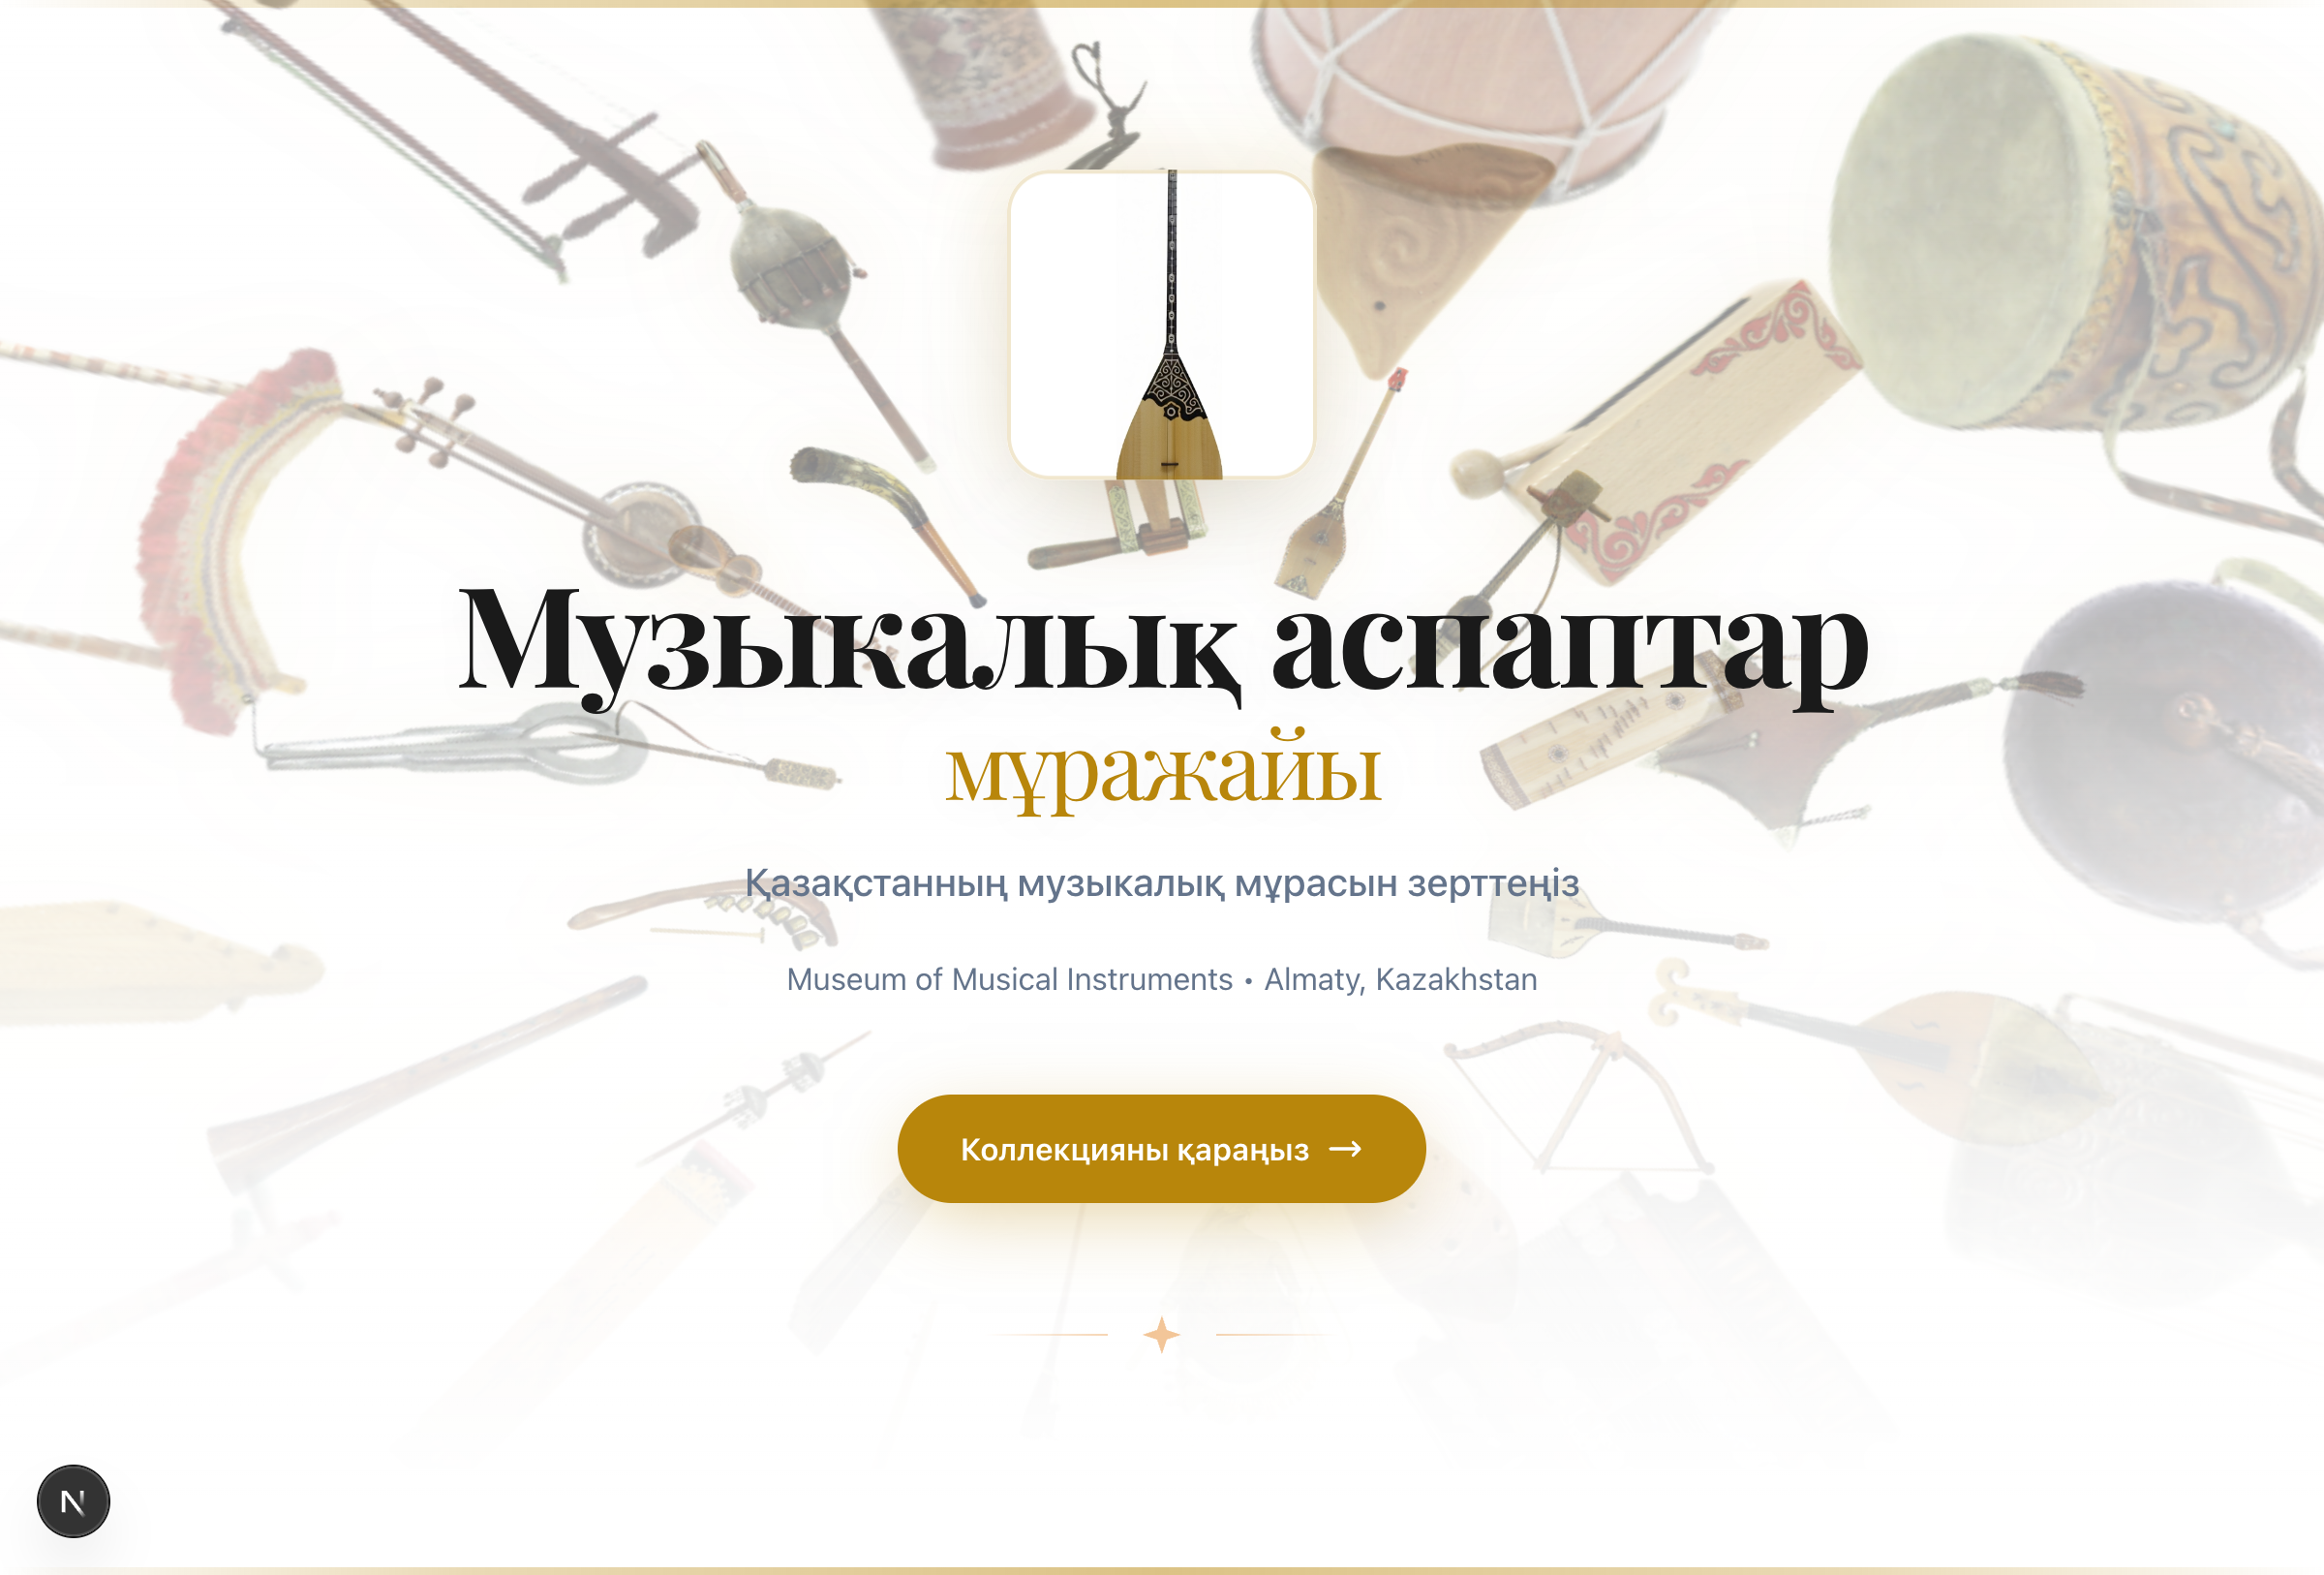 Музыкалық аспаптар
мұражайы
Қазақстанның музыкалық мұрасын зерттеңіз
Museum of Musical Instruments • Almaty, Kazakhstan
Коллекцияны қараңыз →
N